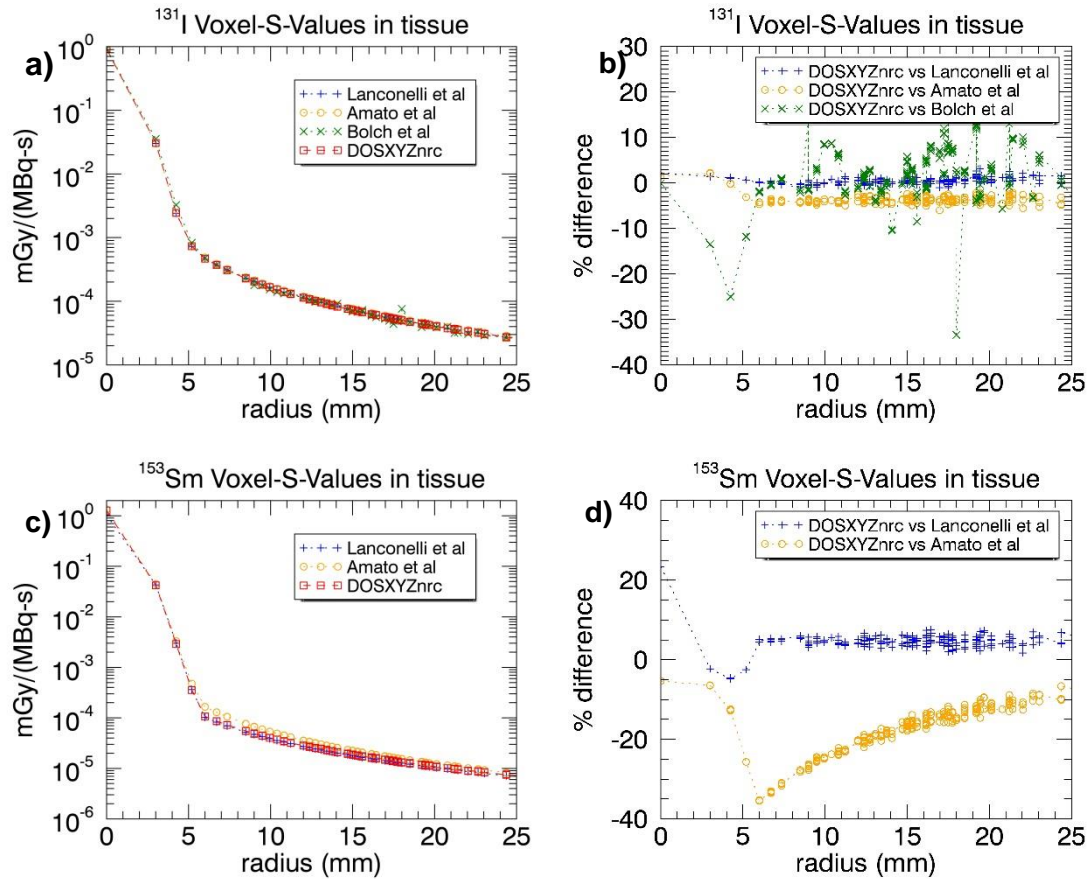 ¹³¹I Voxel-S-Values in tissue
a)
mGy/(MBq-s)
10⁰
10⁻¹
10⁻²
10⁻³
10⁻⁴
10⁻⁵
Lanconelli et al
Amato et al
Bolch et al
DOSXYZnrc
0 5 10 15 20 25
radius (mm)
¹³¹I Voxel-S-Values in tissue
b)
% difference
30
20
10
0
-10
-20
-30
-40
DOSXYZnrc vs Lanconelli et al
DOSXYZnrc vs Amato et al
DOSXYZnrc vs Bolch et al
0 5 10 15 20 25
radius (mm)
¹⁵³Sm Voxel-S-Values in tissue
c)
mGy/(MBq-s)
10⁰
10⁻¹
10⁻²
10⁻³
10⁻⁴
10⁻⁵
10⁻⁶
Lanconelli et al
Amato et al
DOSXYZnrc
0 5 10 15 20 25
radius (mm)
¹⁵³Sm Voxel-S-Values in tissue
d)
% difference
40
20
0
-20
-40
DOSXYZnrc vs Lanconelli et al
DOSXYZnrc vs Amato et al
0 5 10 15 20 25
radius (mm)